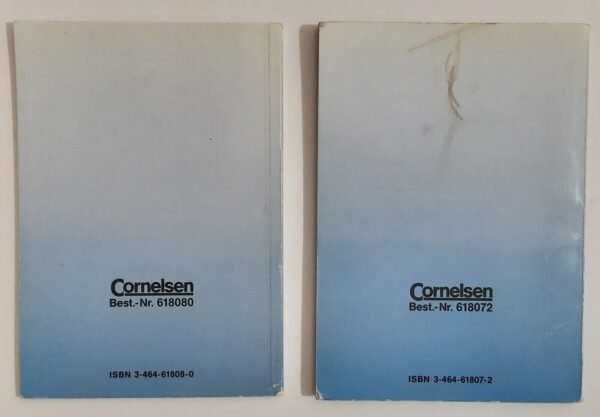 Cornelsen
Best.-Nr. 618080
ISBN 3-464-61808-0
Cornelsen
Best.-Nr. 618072
ISBN 3-464-61807-2